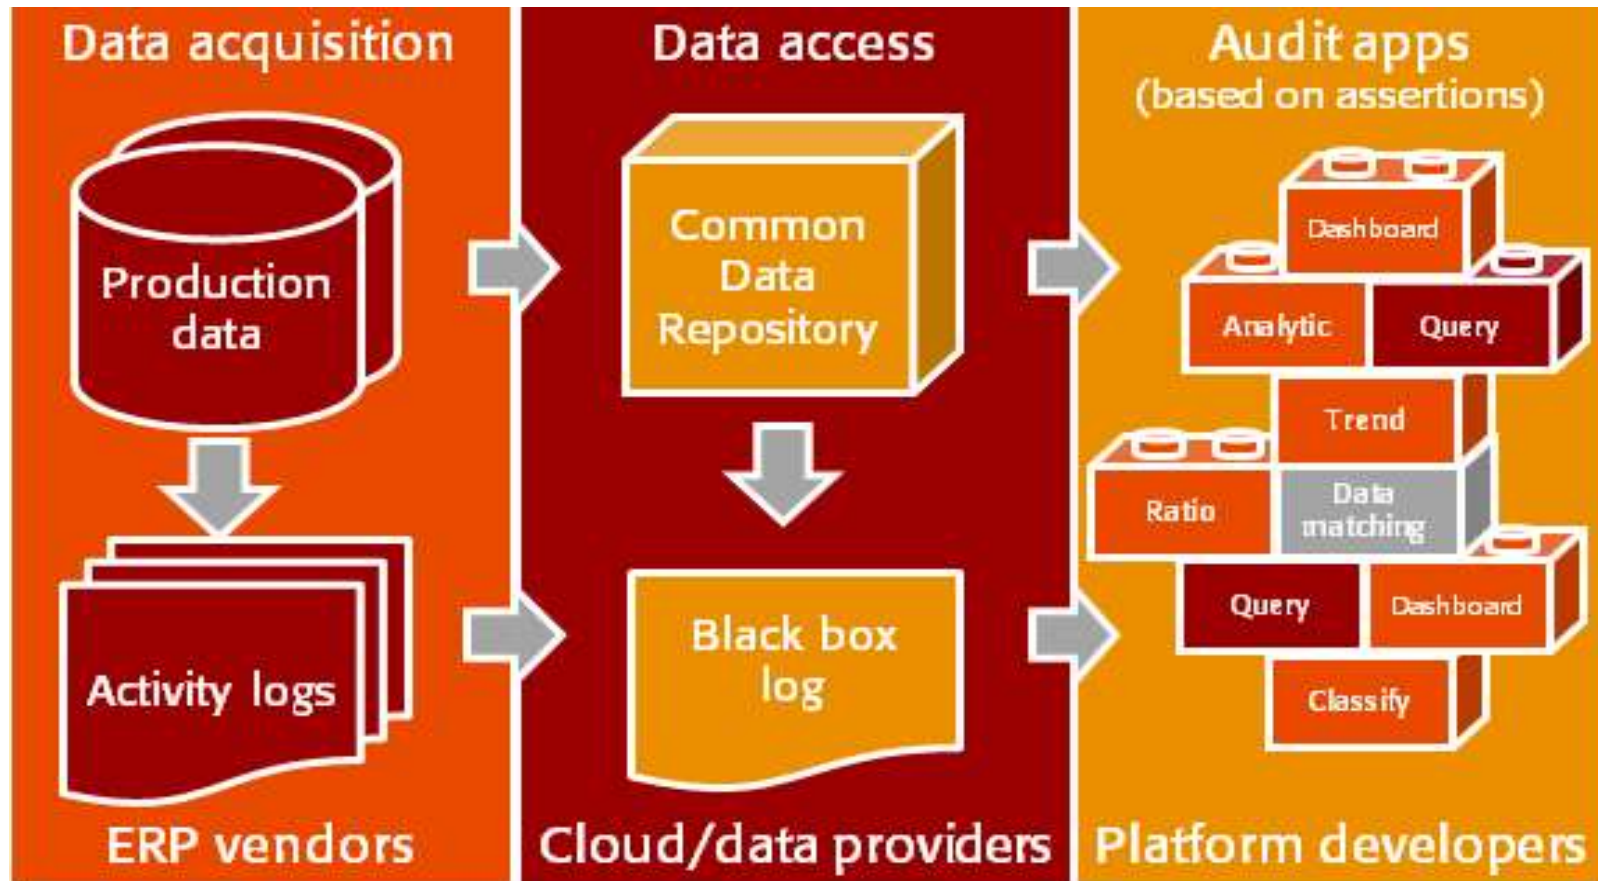 Data acquisition
Production
data
Activity logs
ERP vendors
Data access
Common
Data
Repository
Black box
log
Cloud/data providers
Audit apps
(based on assertions)
Dashboard
Analytic
Query
Trend
Ratio
Data
matching
Query
Dashboard
Classify
Platform developers